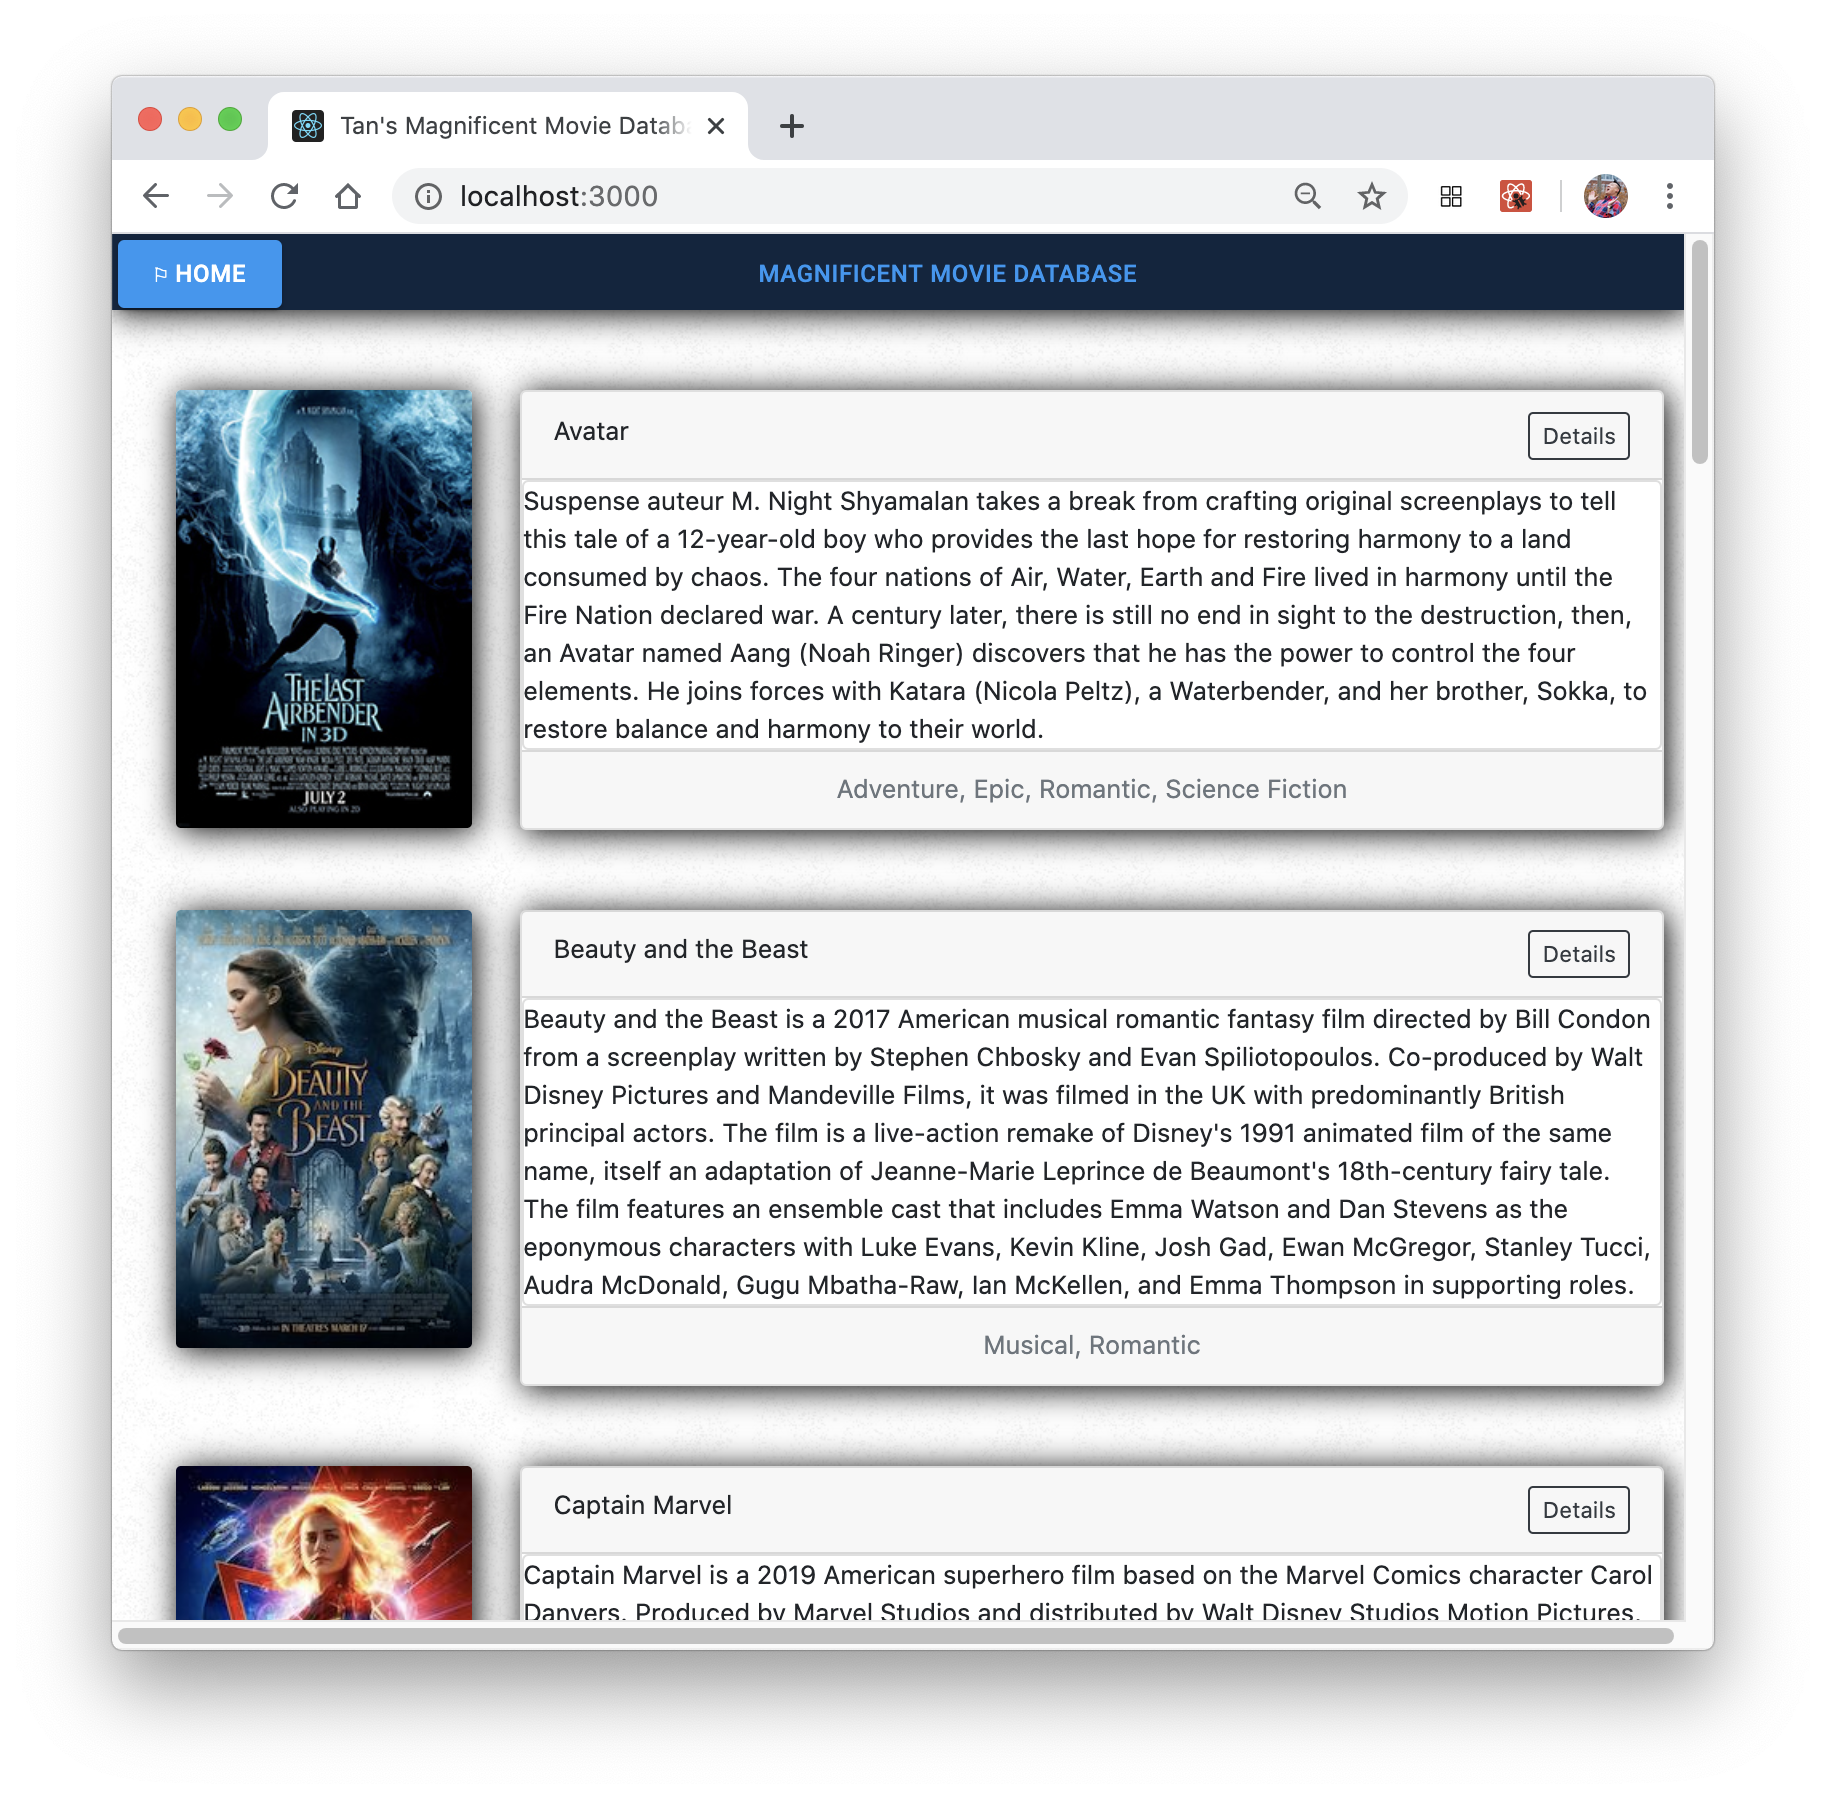 Tan's Magnificent Movie Datab
localhost:3000
HOME
MAGNIFICENT MOVIE DATABASE
THE LAST
AIRBENDER
IN 3D
JULY 2
ALSO PLAYING IN 2D
Avatar
Details
Suspense auteur M. Night Shyamalan takes a break from crafting original screenplays to tell
this tale of a 12-year-old boy who provides the last hope for restoring harmony to a land
consumed by chaos. The four nations of Air, Water, Earth and Fire lived in harmony until the
Fire Nation declared war. A century later, there is still no end in sight to the destruction, then,
an Avatar named Aang (Noah Ringer) discovers that he has the power to control the four
elements. He joins forces with Katara (Nicola Peltz), a Waterbender, and her brother, Sokka, to
restore balance and harmony to their world.
Adventure, Epic, Romantic, Science Fiction
Disney
BEAUTY
AND THE
BEAST
IN THEATRES MARCH 17
Beauty and the Beast
Details
Beauty and the Beast is a 2017 American musical romantic fantasy film directed by Bill Condon
from a screenplay written by Stephen Chbosky and Evan Spiliotopoulos. Co-produced by Walt
Disney Pictures and Mandeville Films, it was filmed in the UK with predominantly British
principal actors. The film is a live-action remake of Disney's 1991 animated film of the same
name, itself an adaptation of Jeanne-Marie Leprince de Beaumont's 18th-century fairy tale.
The film features an ensemble cast that includes Emma Watson and Dan Stevens as the
eponymous characters with Luke Evans, Kevin Kline, Josh Gad, Ewan McGregor, Stanley Tucci,
Audra McDonald, Gugu Mbatha-Raw, Ian McKellen, and Emma Thompson in supporting roles.
Musical, Romantic
Captain Marvel
Details
Captain Marvel is a 2019 American superhero film based on the Marvel Comics character Carol
Danvers. Produced by Marvel Studios and distributed by Walt Disney Studios Motion Pictures,